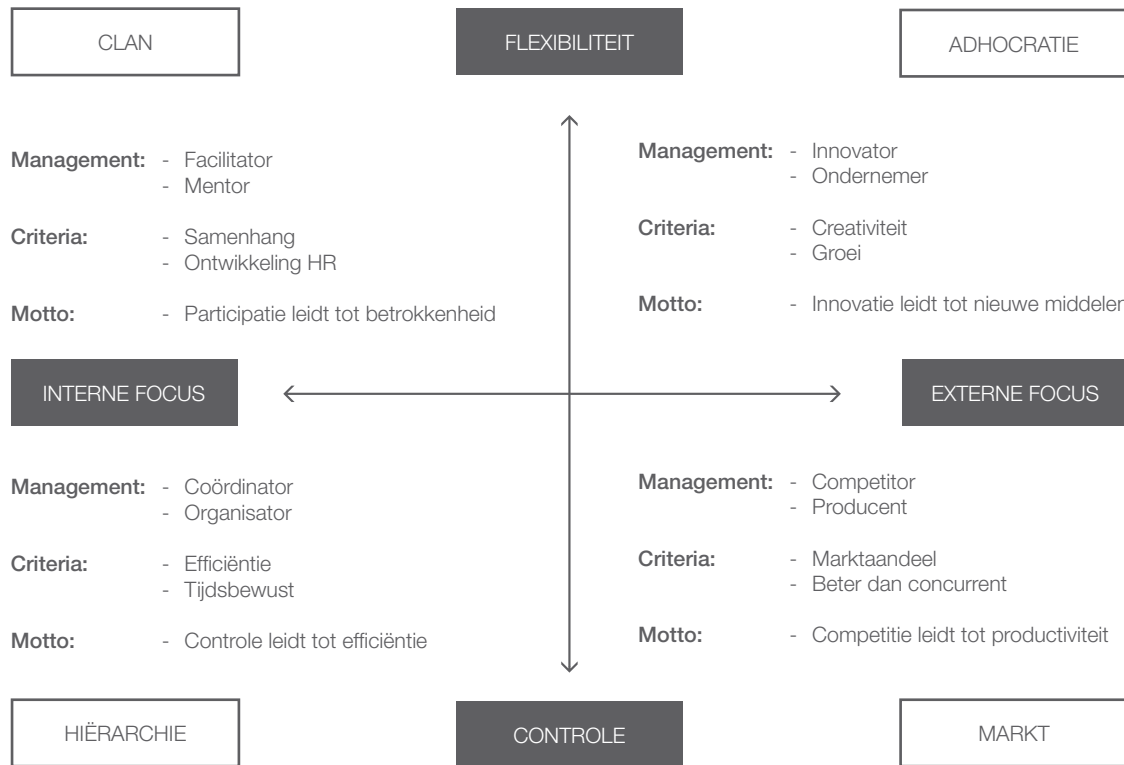 CLAN
FLEXIBILITEIT
ADHOCRATIE
Management: - Facilitator
- Mentor
Criteria: - Samenhang
- Ontwikkeling HR
Motto: - Participatie leidt tot betrokkenheid
Management: - Innovator
- Ondernemer
Criteria: - Creativiteit
- Groei
Motto: - Innovatie leidt tot nieuwe middelen
INTERNE FOCUS
EXTERNE FOCUS
Management: - Coördinator
- Organisator
Criteria: - Efficiëntie
- Tijdsbewust
Motto: - Controle leidt tot efficiëntie
Management: - Competitor
- Producent
Criteria: - Marktaandeel
- Beter dan concurrent
Motto: - Competitie leidt tot productiviteit
HIËRARCHIE
CONTROLE
MARKT